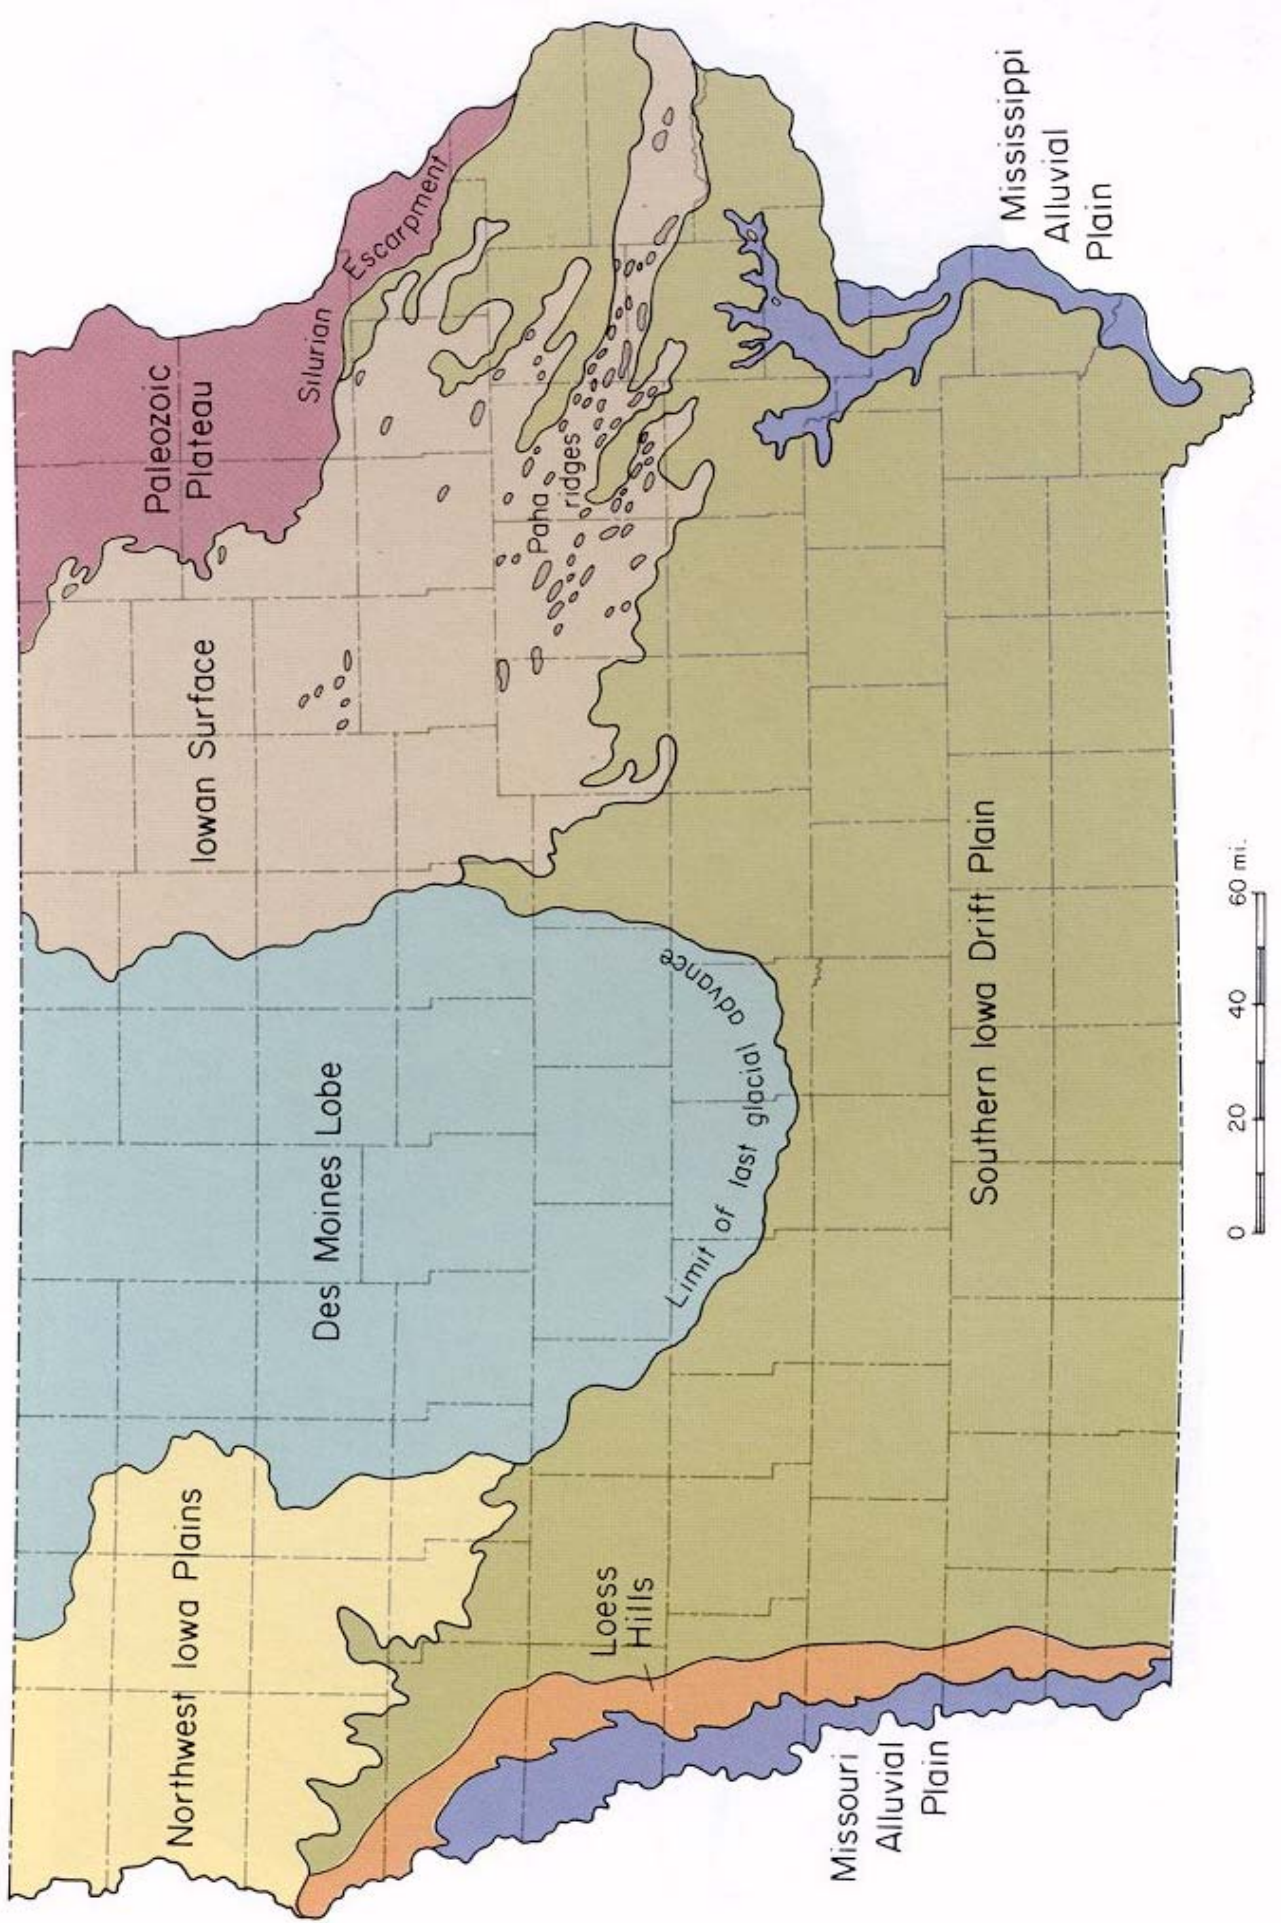 Paleozoic
Plateau
Silurian
Escarpment
Iowan Surface
Paha
ridges
Des Moines Lobe
Limit of last glacial advance
Northwest Iowa Plains
Loess
Hills
Southern Iowa Drift Plain
Mississippi
Alluvial
Plain
Missouri
Alluvial
Plain
0 20 40 60 mi.